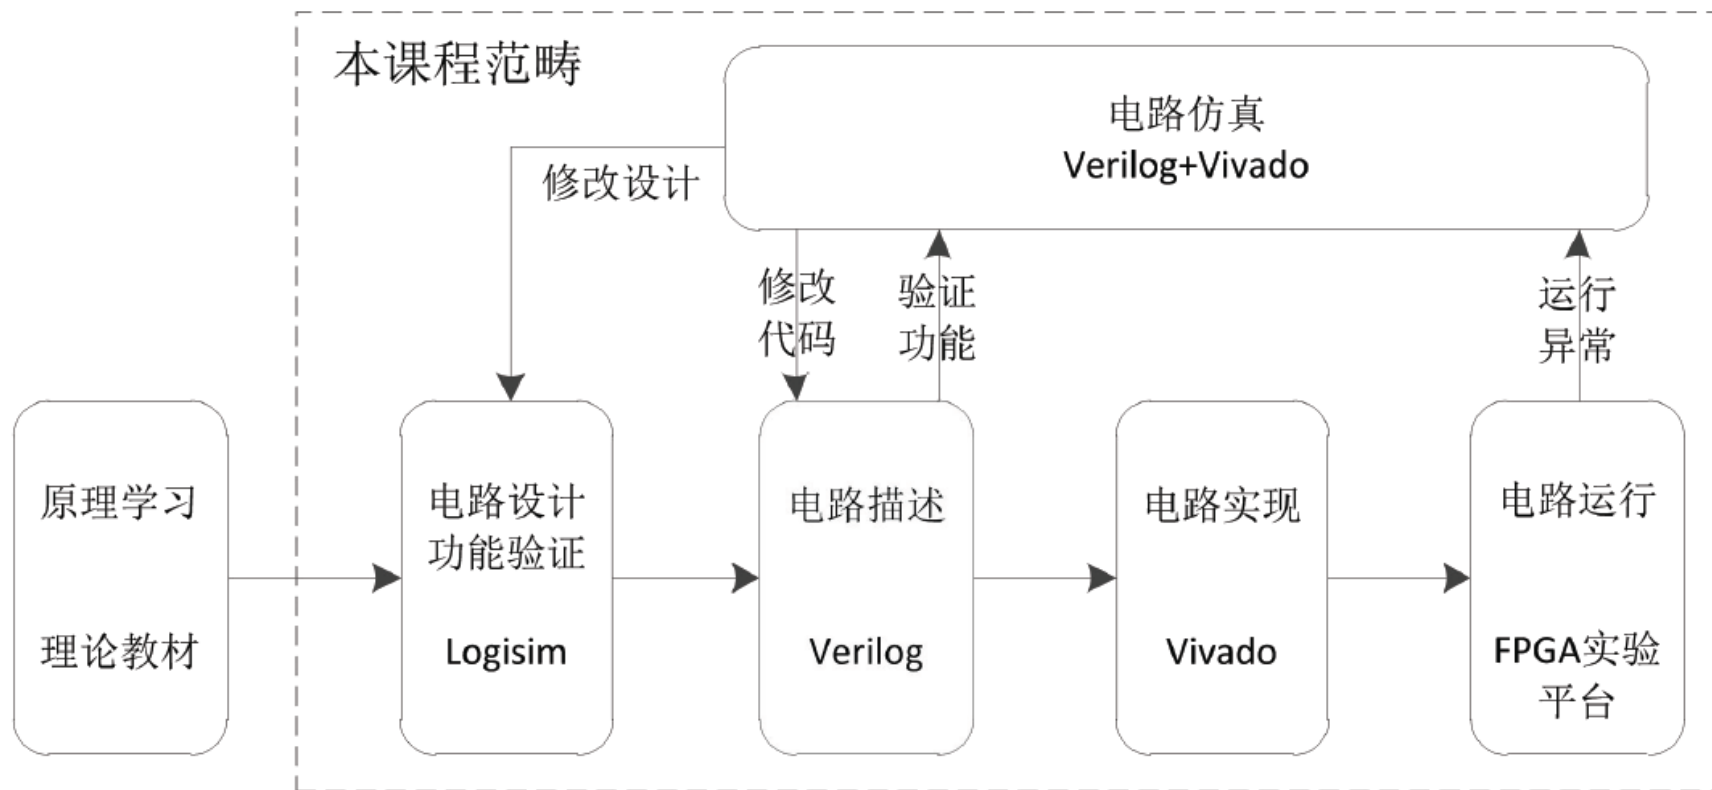 本课程范畴
电路仿真
Verilog+Vivado
修改设计
修改
代码
验证
功能
运行
异常
原理学习
理论教材
电路设计
功能验证
Logisim
电路描述
Verilog
电路实现
Vivado
电路运行
FPGA实验
平台